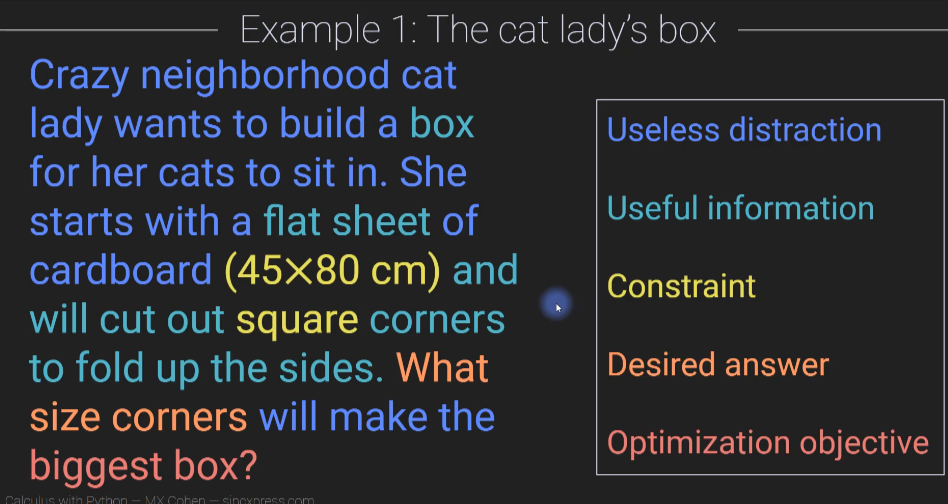 Example 1: The cat lady’s box
Crazy neighborhood cat
lady wants to build a box
for her cats to sit in. She
starts with a flat sheet of
cardboard (45×80 cm) and
will cut out square corners
to fold up the sides. What
size corners will make the
biggest box?
Useless distraction
Useful information
Constraint
Desired answer
Optimization objective
Calculus with Python — MX Cohen — sincxpress.com